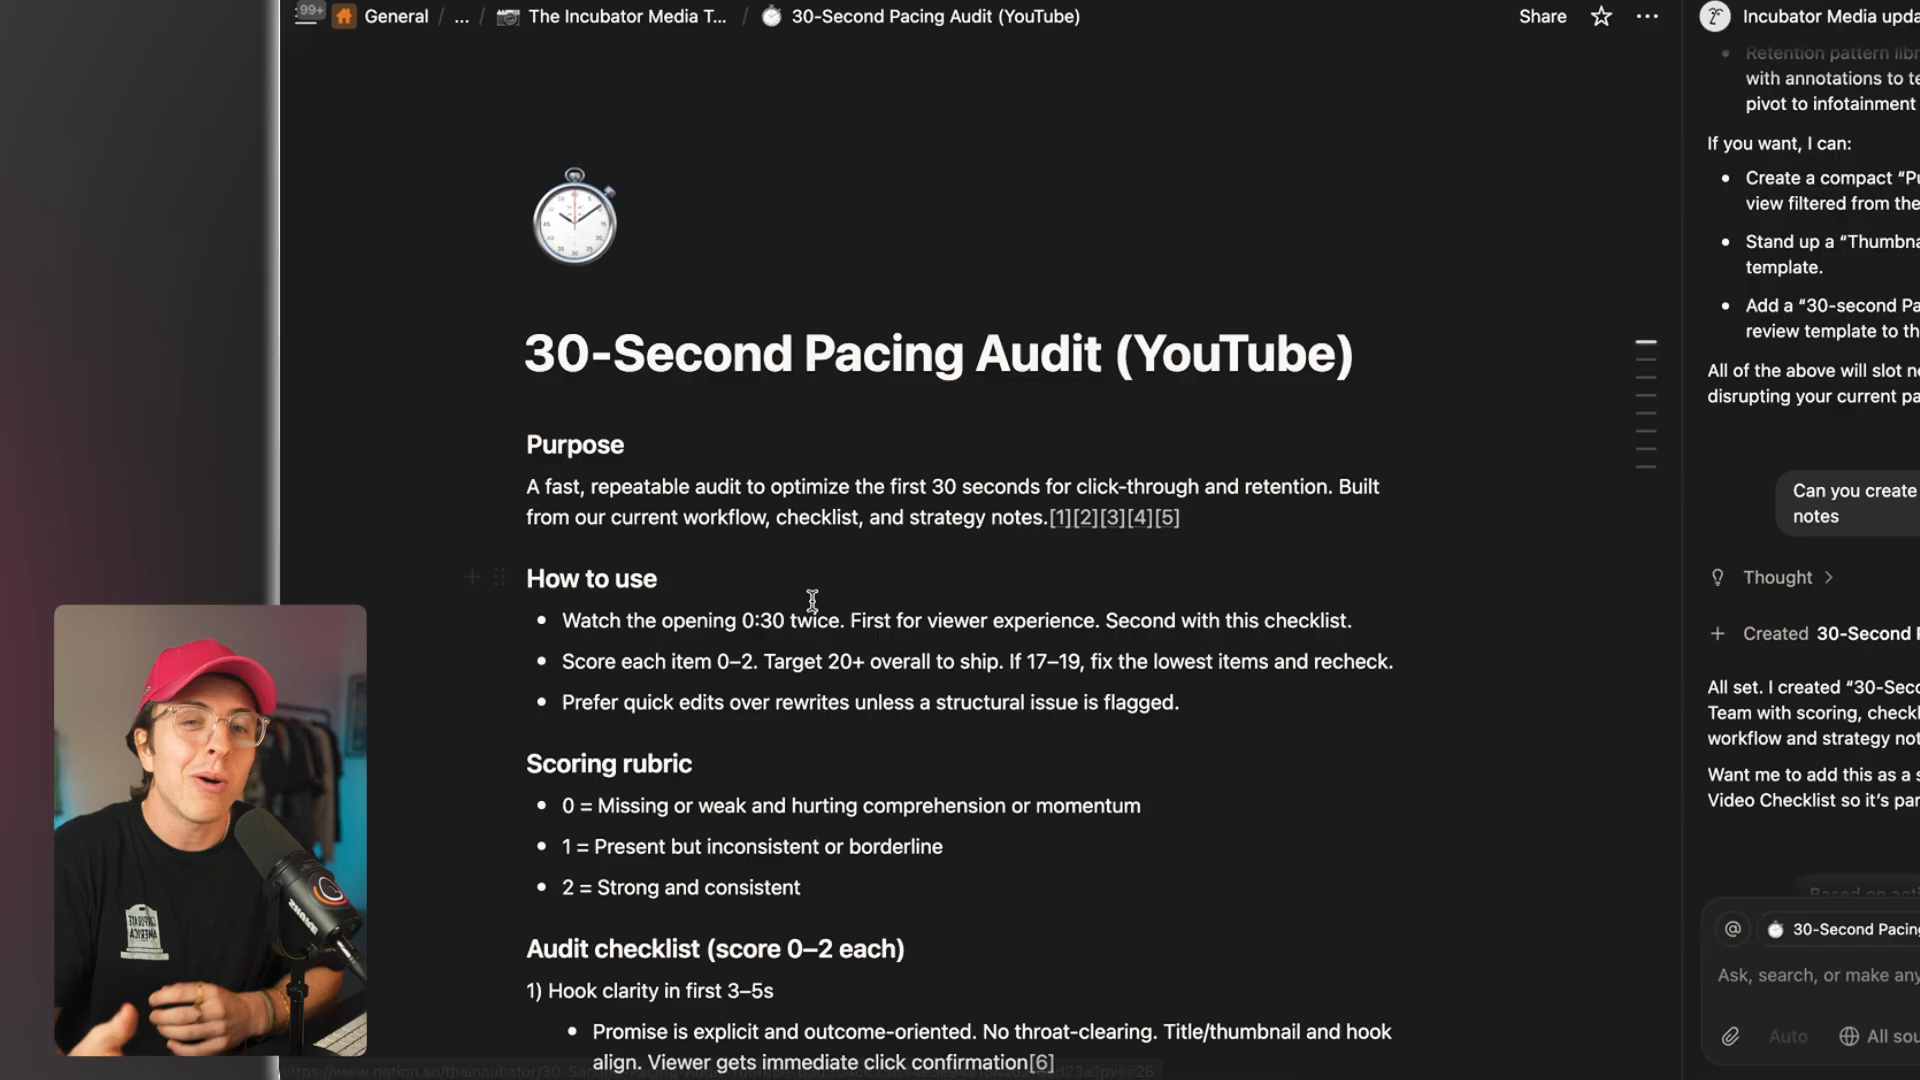 99+ General / ... / The Incubator Media T... / 30-Second Pacing Audit (YouTube)
Share
30-Second Pacing Audit (YouTube)
Purpose
A fast, repeatable audit to optimize the first 30 seconds for click-through and retention. Built
from our current workflow, checklist, and strategy notes.[1][2][3][4][5]
How to use
• Watch the opening 0:30 twice. First for viewer experience. Second with this checklist.
• Score each item 0–2. Target 20+ overall to ship. If 17–19, fix the lowest items and recheck.
• Prefer quick edits over rewrites unless a structural issue is flagged.
Scoring rubric
• 0 = Missing or weak and hurting comprehension or momentum
• 1 = Present but inconsistent or borderline
• 2 = Strong and consistent
Audit checklist (score 0–2 each)
1) Hook clarity in first 3–5s
• Promise is explicit and outcome-oriented. No throat-clearing. Title/thumbnail and hook
align. Viewer gets immediate click confirmation[6]
Incubator Media upda
• Retention pattern libr
with annotations to te
pivot to infotainment
If you want, I can:
• Create a compact “Pu
view filtered from the
• Stand up a “Thumbna
template.
• Add a “30-second Pa
review template to th
All of the above will slot ne
disrupting your current pa
Can you create
notes
Thought >
+ Created 30-Second P
All set. I created “30-Seco
Team with scoring, checkl
workflow and strategy not
Want me to add this as a s
Video Checklist so it’s par
Based on acti
@ 30-Second Pacing
Ask, search, or make any
Auto All sou